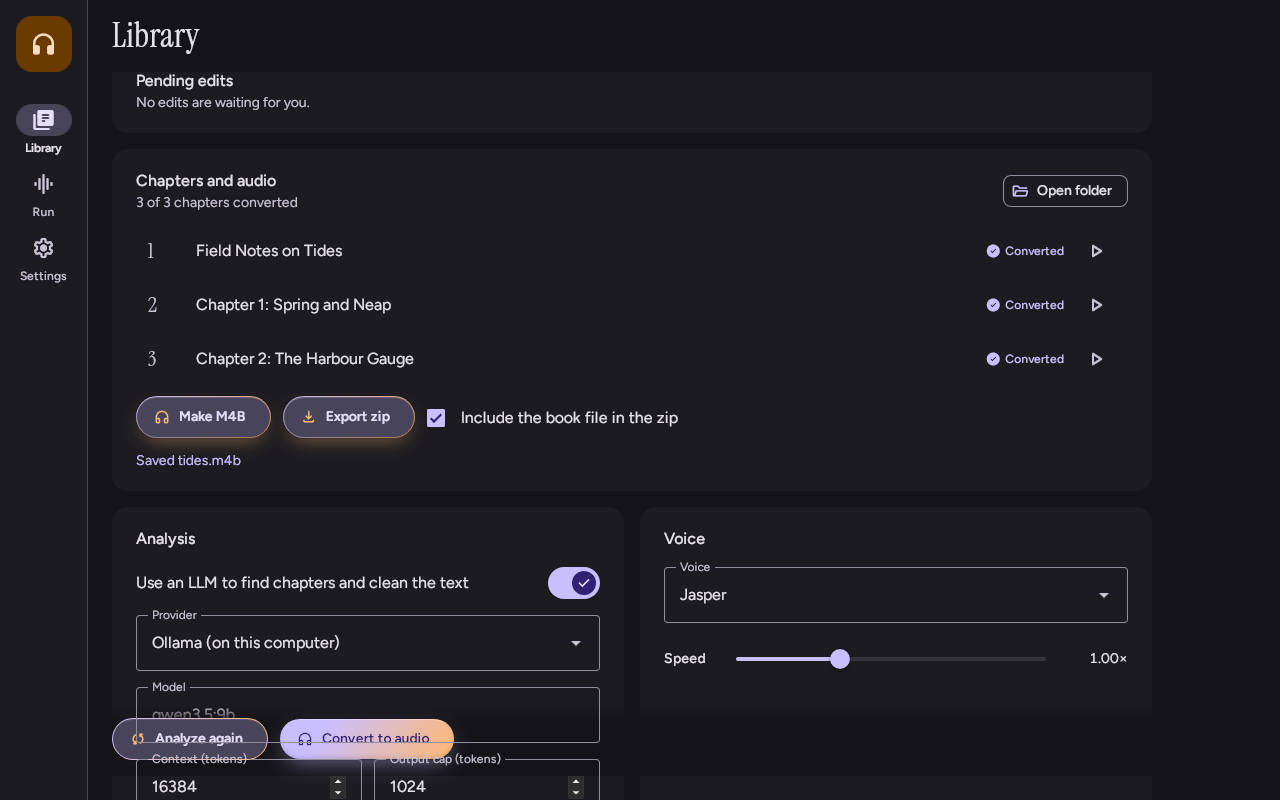 Library
Library
Run
Settings
Pending edits
No edits are waiting for you.
Chapters and audio
3 of 3 chapters converted
Open folder
1 Field Notes on Tides Converted
2 Chapter 1: Spring and Neap Converted
3 Chapter 2: The Harbour Gauge Converted
Make M4B Export zip Include the book file in the zip
Saved tides.m4b
Analysis
Use an LLM to find chapters and clean the text
Provider
Ollama (on this computer)
Model
qwen3.5:9b
Analyze again Convert to audio
Context (tokens) Output cap (tokens)
16384 1024
Voice
Voice
Jasper
Speed 1.00×